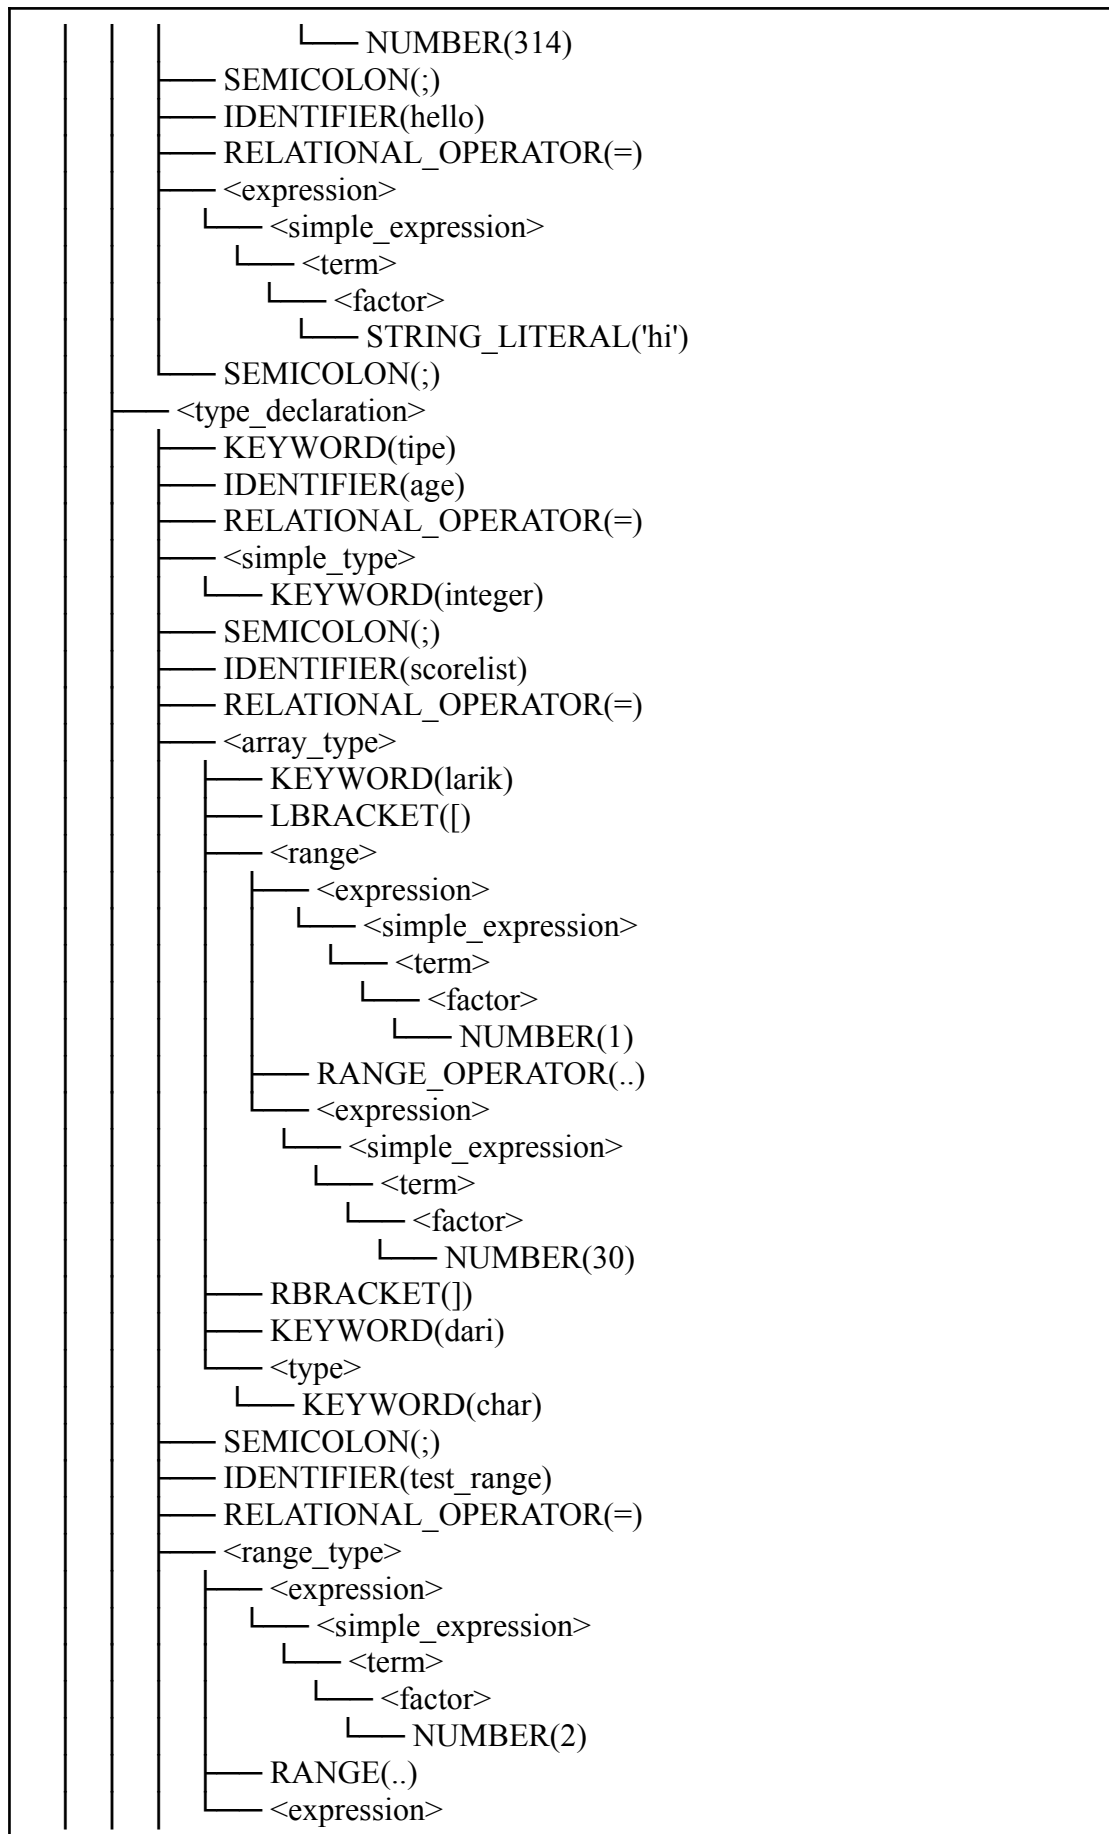 NUMBER(314)
SEMICOLON(;)
IDENTIFIER(hello)
RELATIONAL_OPERATOR(=)
<expression>
<simple_expression>
<term>
<factor>
STRING_LITERAL('hi')
SEMICOLON(;)
<type_declaration>
KEYWORD(tipe)
IDENTIFIER(age)
RELATIONAL_OPERATOR(=)
<simple_type>
KEYWORD(integer)
SEMICOLON(;)
IDENTIFIER(scorelist)
RELATIONAL_OPERATOR(=)
<array_type>
KEYWORD(larik)
LBRACKET([)
<range>
<expression>
<simple_expression>
<term>
<factor>
NUMBER(1)
RANGE_OPERATOR(..)
<expression>
<simple_expression>
<term>
<factor>
NUMBER(30)
RBRACKET(])
KEYWORD(dari)
<type>
KEYWORD(char)
SEMICOLON(;)
IDENTIFIER(test_range)
RELATIONAL_OPERATOR(=)
<range_type>
<expression>
<simple_expression>
<term>
<factor>
NUMBER(2)
RANGE(..)
<expression>